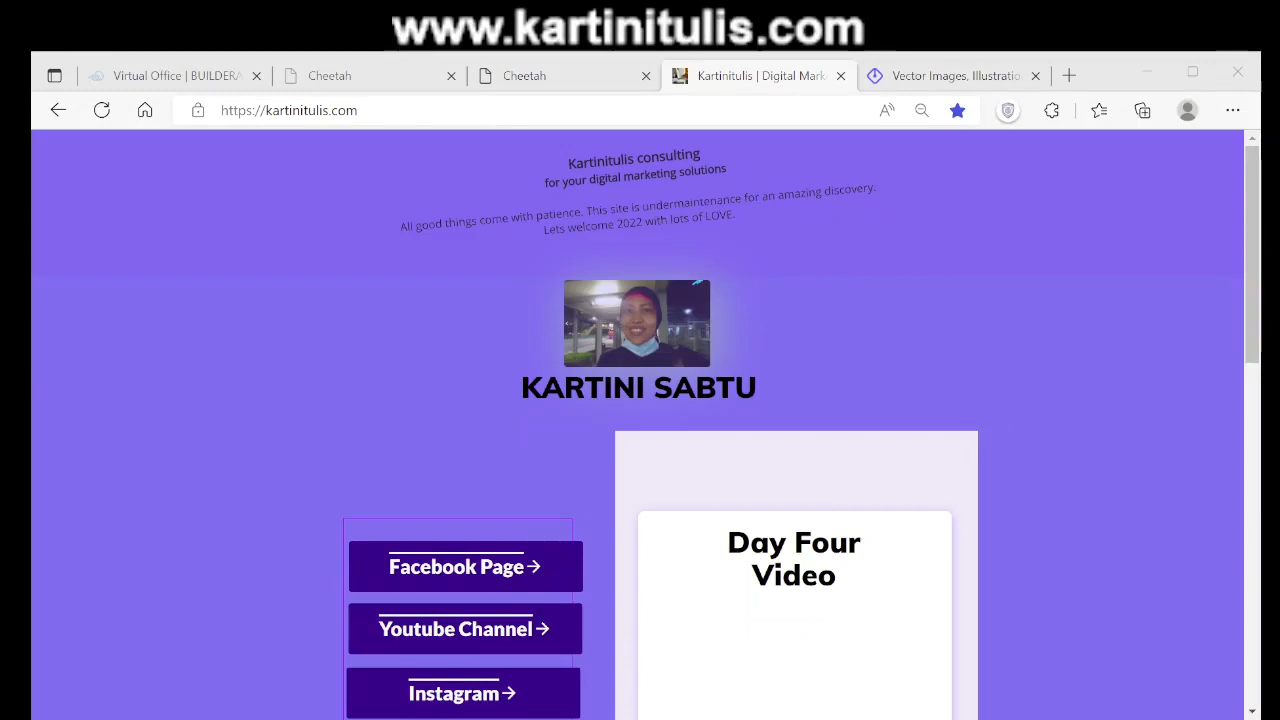 www.kartinitulis.com
Virtual Office | BUILDERA
Cheetah
Cheetah
Kartinitulis | Digital Mark
Vector Images, Illustratio
https://kartinitulis.com
Kartinitulis consulting
for your digital marketing solutions
All good things come with patience. This site is undermaintenance for an amazing discovery.
Lets welcome 2022 with lots of LOVE.
KARTINI SABTU
Facebook Page→
Youtube Channel→
Instagram→
Day Four
Video